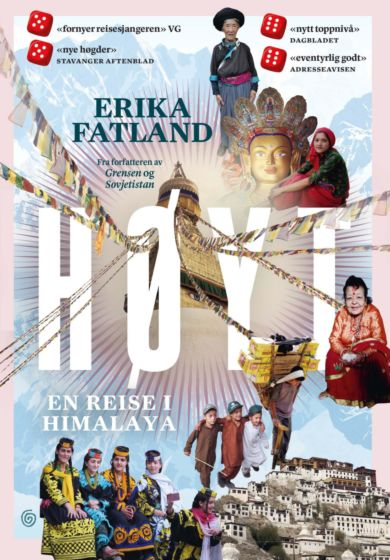 «fornyer reisesjangeren» VG
«nye høgder»
STAVANGER AFTENBLAD
«nytt toppnivå»
DAGBLADET
«eventyrlig godt»
ADRESSEAVISEN
ERIKA
FATLAND
Fra forfatteren av
Grensen og
Sovjetistan
HØYT
EN REISE I
HIMALAYA